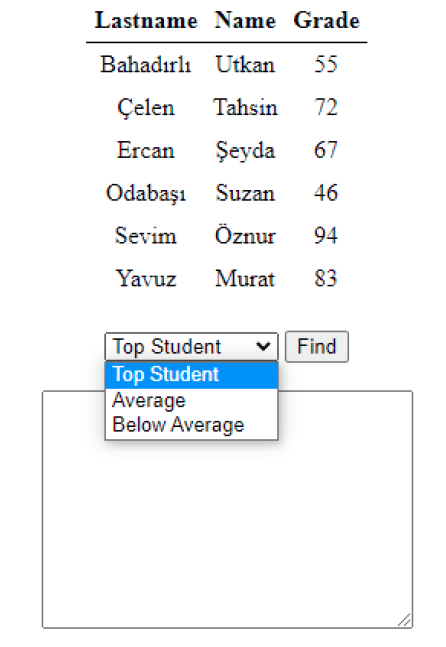 Lastname Name Grade
Bahadırlı Utkan 55
Çelen Tahsin 72
Ercan Şeyda 67
Odabaşı Suzan 46
Sevim Öznur 94
Yavuz Murat 83
Top Student Find
Top Student
Average
Below Average